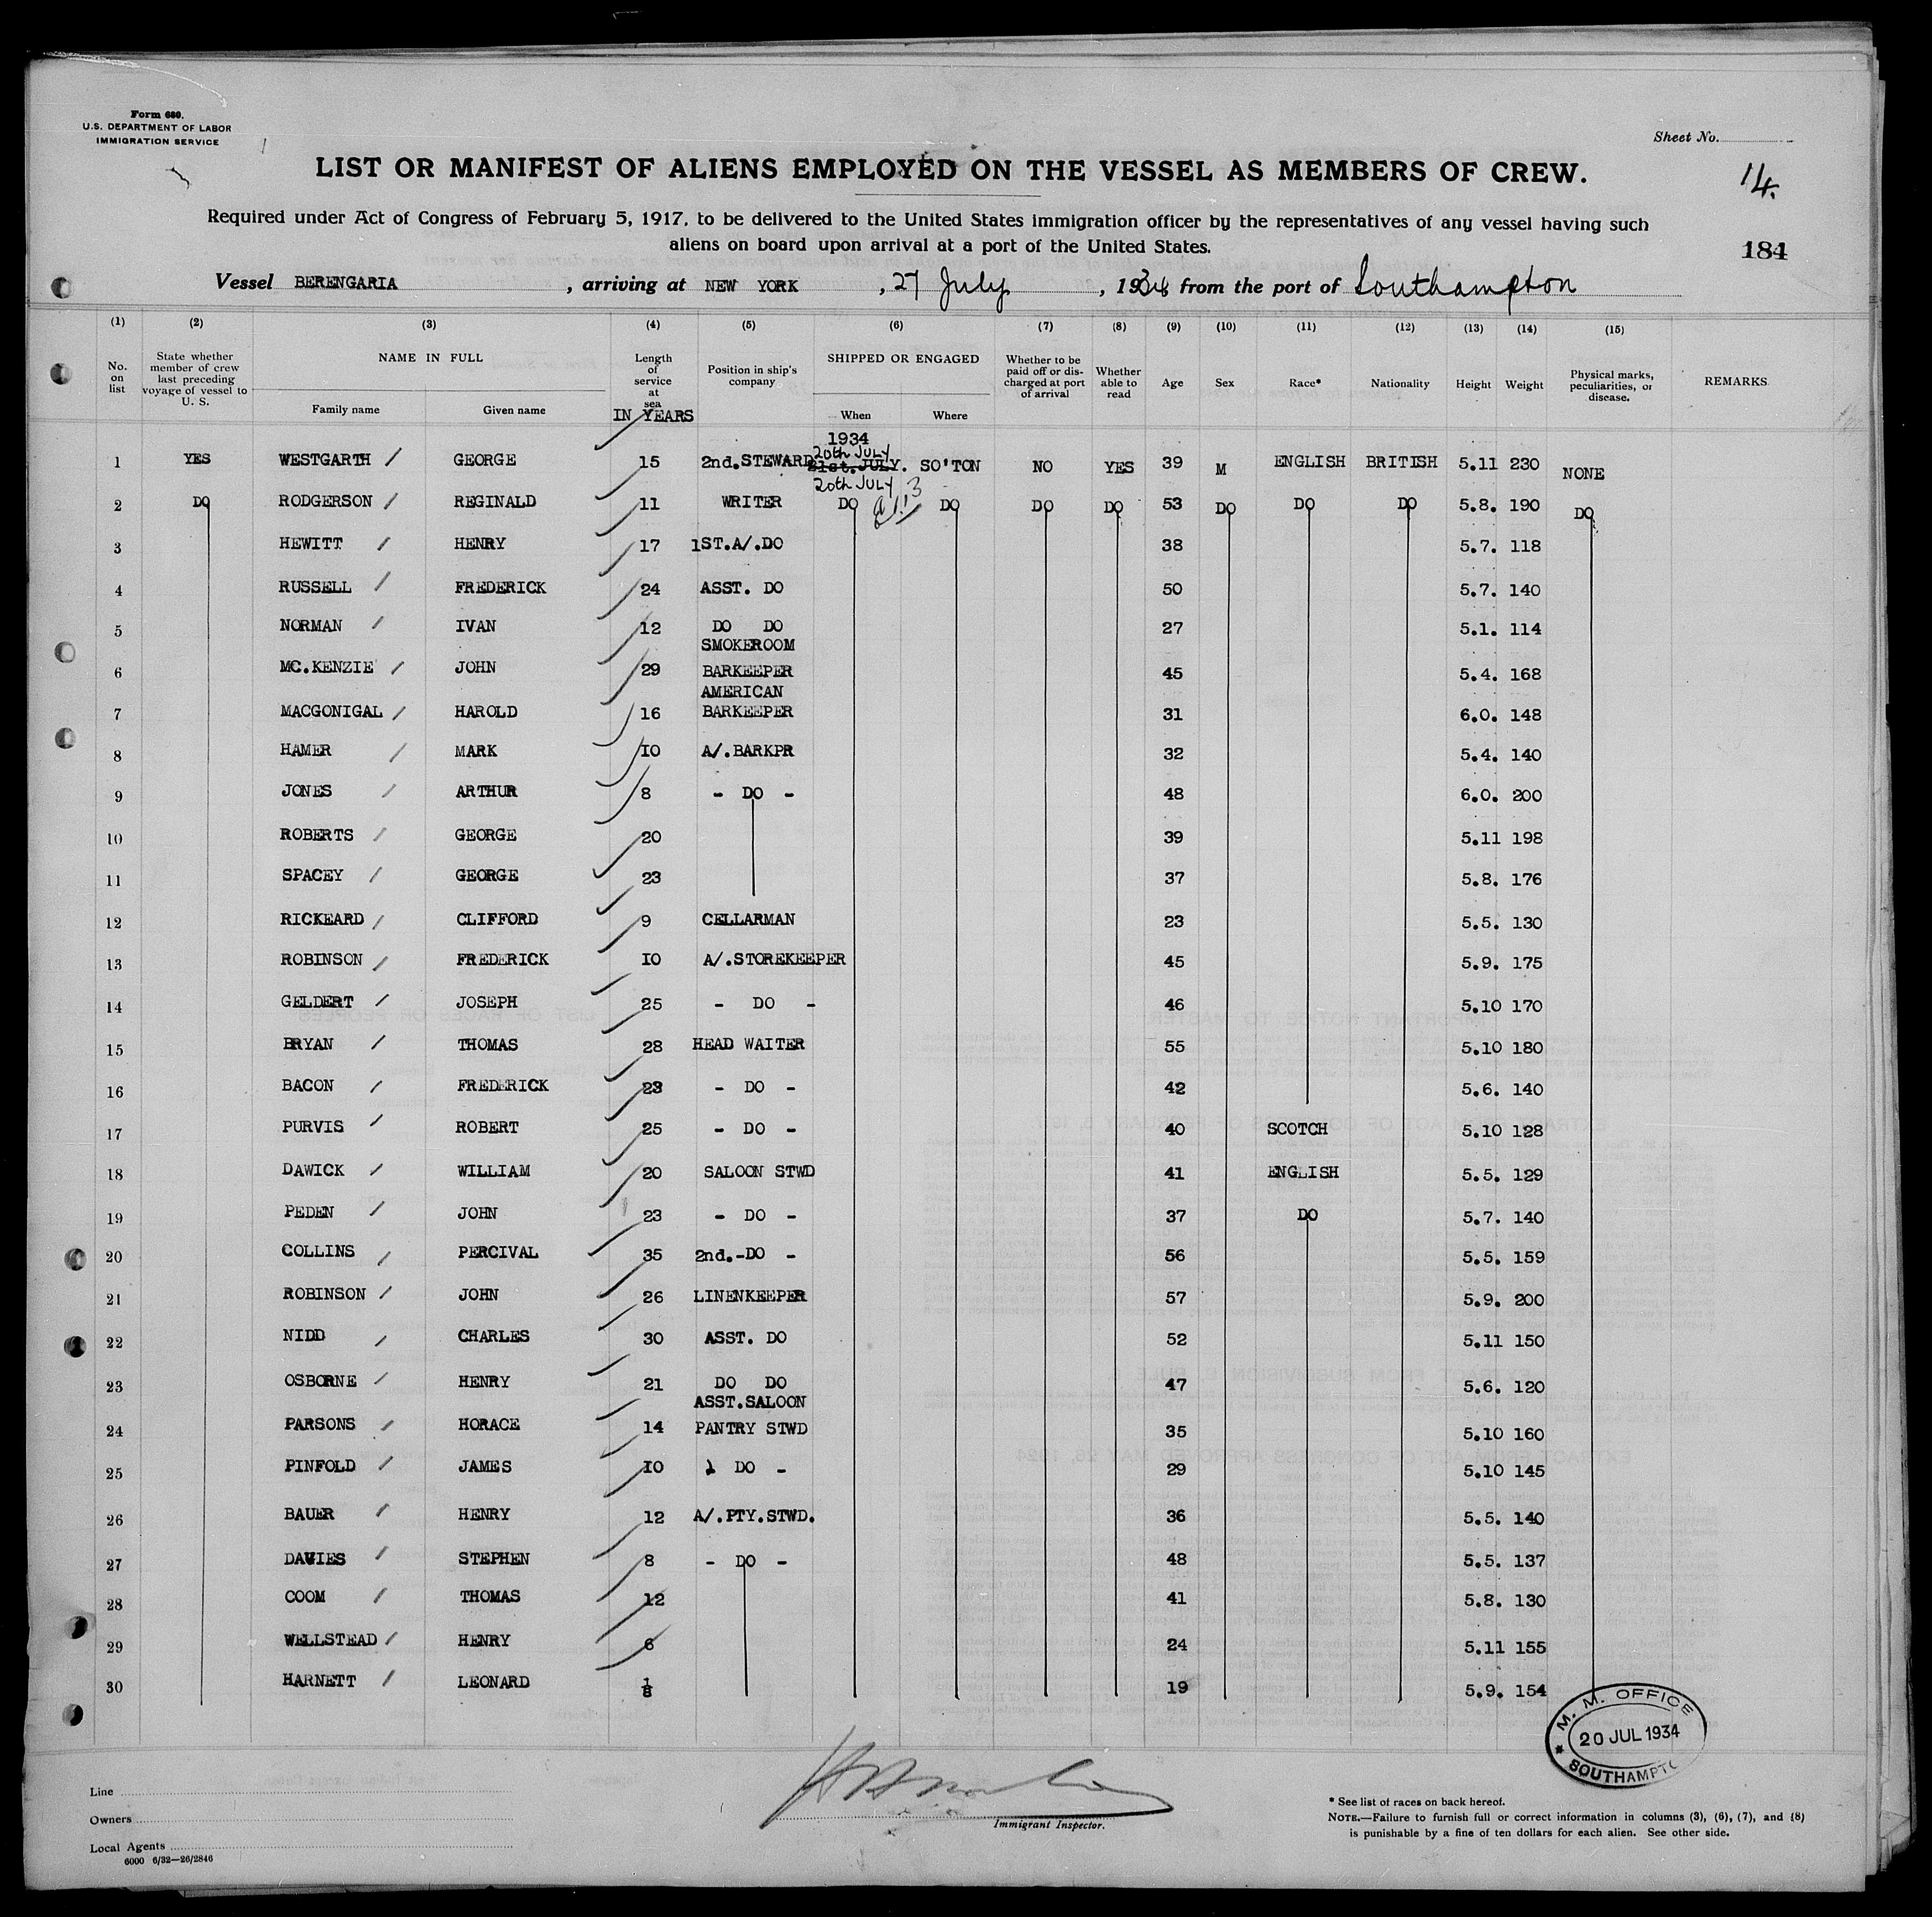 Form 680.
U.S. DEPARTMENT OF LABOR
IMMIGRATION SERVICE
Sheet No.
14.
LIST OR MANIFEST OF ALIENS EMPLOYED ON THE VESSEL AS MEMBERS OF CREW.
Required under Act of Congress of February 5, 1917, to be delivered to the United States immigration officer by the representatives of any vessel having such
aliens on board upon arrival at a port of the United States.
184
Vessel BERENGARIA, arriving at NEW YORK, 27 July, 1934 from the port of Southampton
(1) (2) (3) (4) (5) (6) (7) (8) (9) (10) (11) (12) (13) (14) (15)
No. on list State whether member of crew last preceding voyage of vessel to U. S. NAME IN FULL Family name Given name Length of service at sea IN YEARS Position in ship's company SHIPPED OR ENGAGED When Where Whether to be paid off or discharged at port of arrival Whether able to read Age Sex Race* Nationality Height Weight Physical marks, peculiarities, or disease. REMARKS
1934
20th JULY
1 YES WESTGARTH GEORGE 15 2nd.STEWARD 21st.JULY. SO'TON NO YES 39 M ENGLISH BRITISH 5.11 230 NONE
20th JULY
2 DO RODGERSON REGINALD 11 WRITER DO DO DO DO 53 DO DO DO 5.8. 190 DO
3 HEWITT HENRY 17 1ST.A/.DO 38 5.7. 118
4 RUSSELL FREDERICK 24 ASST. DO 50 5.7. 140
5 NORMAN IVAN 12 DO DO 27 5.1. 114
SMOKEROOM
6 MC.KENZIE JOHN 29 BARKEEPER 45 5.4. 168
AMERICAN
7 MACGONIGAL HAROLD 16 BARKEEPER 31 6.0. 148
8 HAMER MARK 10 A/.BARKPR 32 5.4. 140
9 JONES ARTHUR 8 - DO - 48 6.0. 200
10 ROBERTS GEORGE 20 39 5.11 198
11 SPACEY GEORGE 23 37 5.8. 176
12 RICKEARD CLIFFORD 9 CELLARMAN 23 5.5. 130
13 ROBINSON FREDERICK 10 A/.STOREKEEPER 45 5.9. 175
14 GELDERT JOSEPH 25 - DO - 46 5.10 170
15 BRYAN THOMAS 28 HEAD WAITER 55 5.10 180
16 BACON FREDERICK 23 - DO - 42 5.6. 140
17 PURVIS ROBERT 25 - DO - 40 SCOTCH 5.10 128
18 DAWICK WILLIAM 20 SALOON STWD 41 ENGLISH 5.5. 129
19 PEDEN JOHN 23 - DO - 37 DO 5.7. 140
20 COLLINS PERCIVAL 35 2nd.-DO - 56 5.5. 159
21 ROBINSON JOHN 26 LINENKEEPER 57 5.9. 200
22 NIDD CHARLES 30 ASST. DO 52 5.11 150
23 OSBORNE HENRY 21 DO DO 47 5.6. 120
ASST.SALOON
24 PARSONS HORACE 14 PANTRY STWD 35 5.10 160
25 PINFOLD JAMES 10 DO - 29 5.10 145
26 BAUER HENRY 12 A/.PTY.STWD. 36 5.5. 140
27 DAVIES STEPHEN 8 - DO - 48 5.5. 137
28 COOM THOMAS 12 41 5.8. 130
29 WELLSTEAD HENRY 6 24 5.11 155
30 HARNETT LEONARD 1/8 19 5.9. 154
M. M. OFFICE
20 JUL 1934
SOUTHAMPTO
Line
Owners
Local Agents
6000 6/32—26/2846
Immigrant Inspector.
* See list of races on back hereof.
NOTE.—Failure to furnish full or correct information in columns (3), (6), (7), and (8)
is punishable by a fine of ten dollars for each alien. See other side.